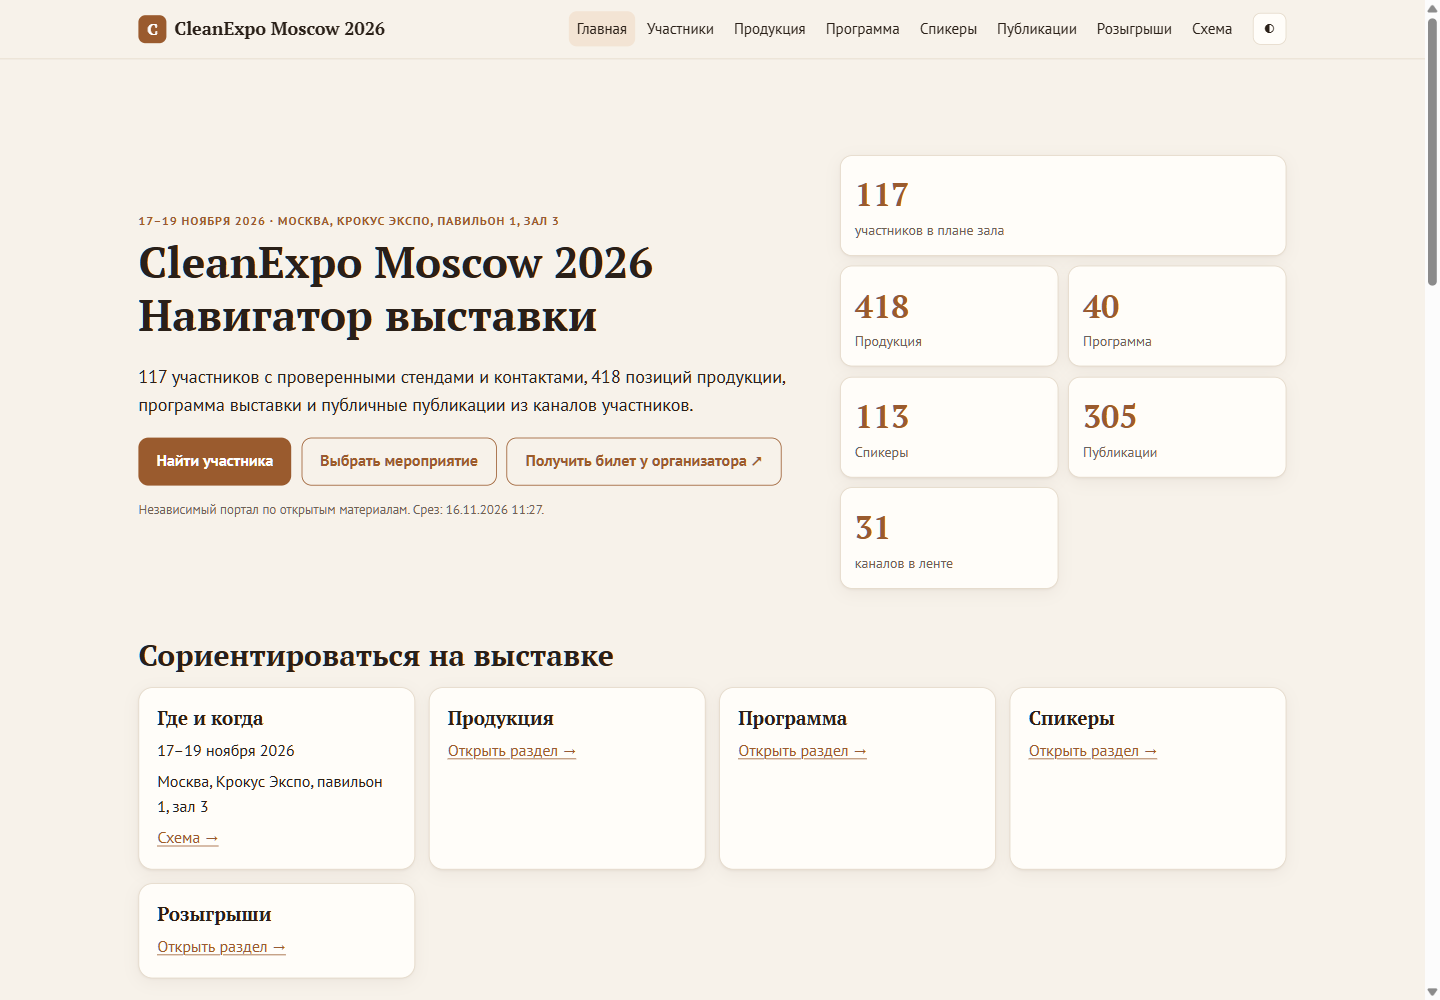 C CleanExpo Moscow 2026
Главная Участники Продукция Программа Спикеры Публикации Розыгрыши Схема
17–19 НОЯБРЯ 2026 · МОСКВА, КРОКУС ЭКСПО, ПАВИЛЬОН 1, ЗАЛ 3
CleanExpo Moscow 2026
Навигатор выставки
117 участников с проверенными стендами и контактами, 418 позиций продукции,
программа выставки и публичные публикации из каналов участников.
Найти участника
Выбрать мероприятие
Получить билет у организатора ↗
Независимый портал по открытым материалам. Срез: 16.11.2026 11:27.
117
участников в плане зала
418
Продукция
40
Программа
113
Спикеры
305
Публикации
31
каналов в ленте
Сориентироваться на выставке
Где и когда
17–19 ноября 2026
Москва, Крокус Экспо, павильон
1, зал 3
Схема →
Продукция
Открыть раздел →
Программа
Открыть раздел →
Спикеры
Открыть раздел →
Розыгрыши
Открыть раздел →